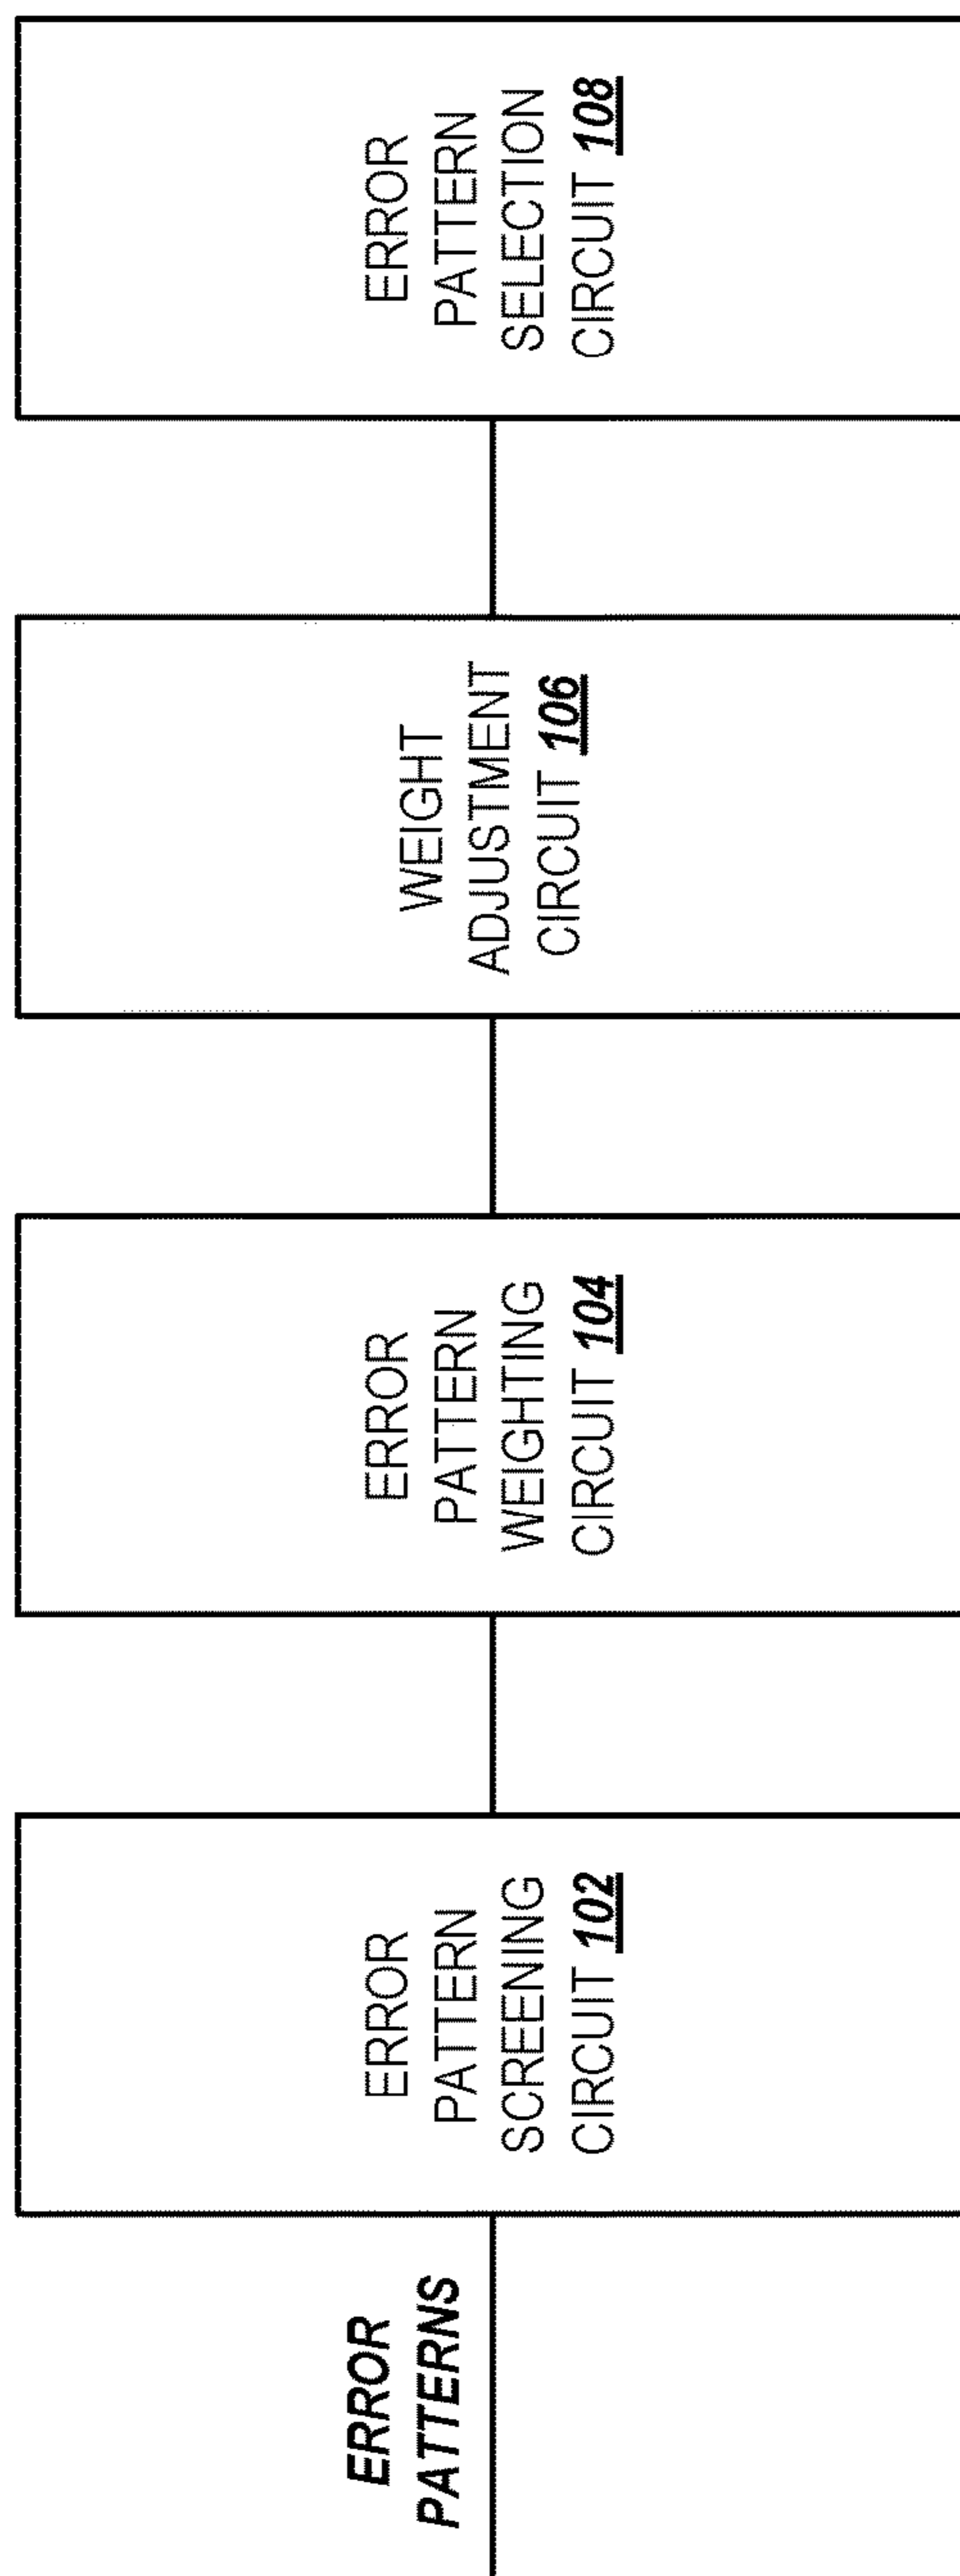 ERROR
PATTERNS
ERROR
PATTERN
SCREENING
CIRCUIT 102
ERROR
PATTERN
WEIGHTING
CIRCUIT 104
WEIGHT
ADJUSTMENT
CIRCUIT 106
ERROR
PATTERN
SELECTION
CIRCUIT 108